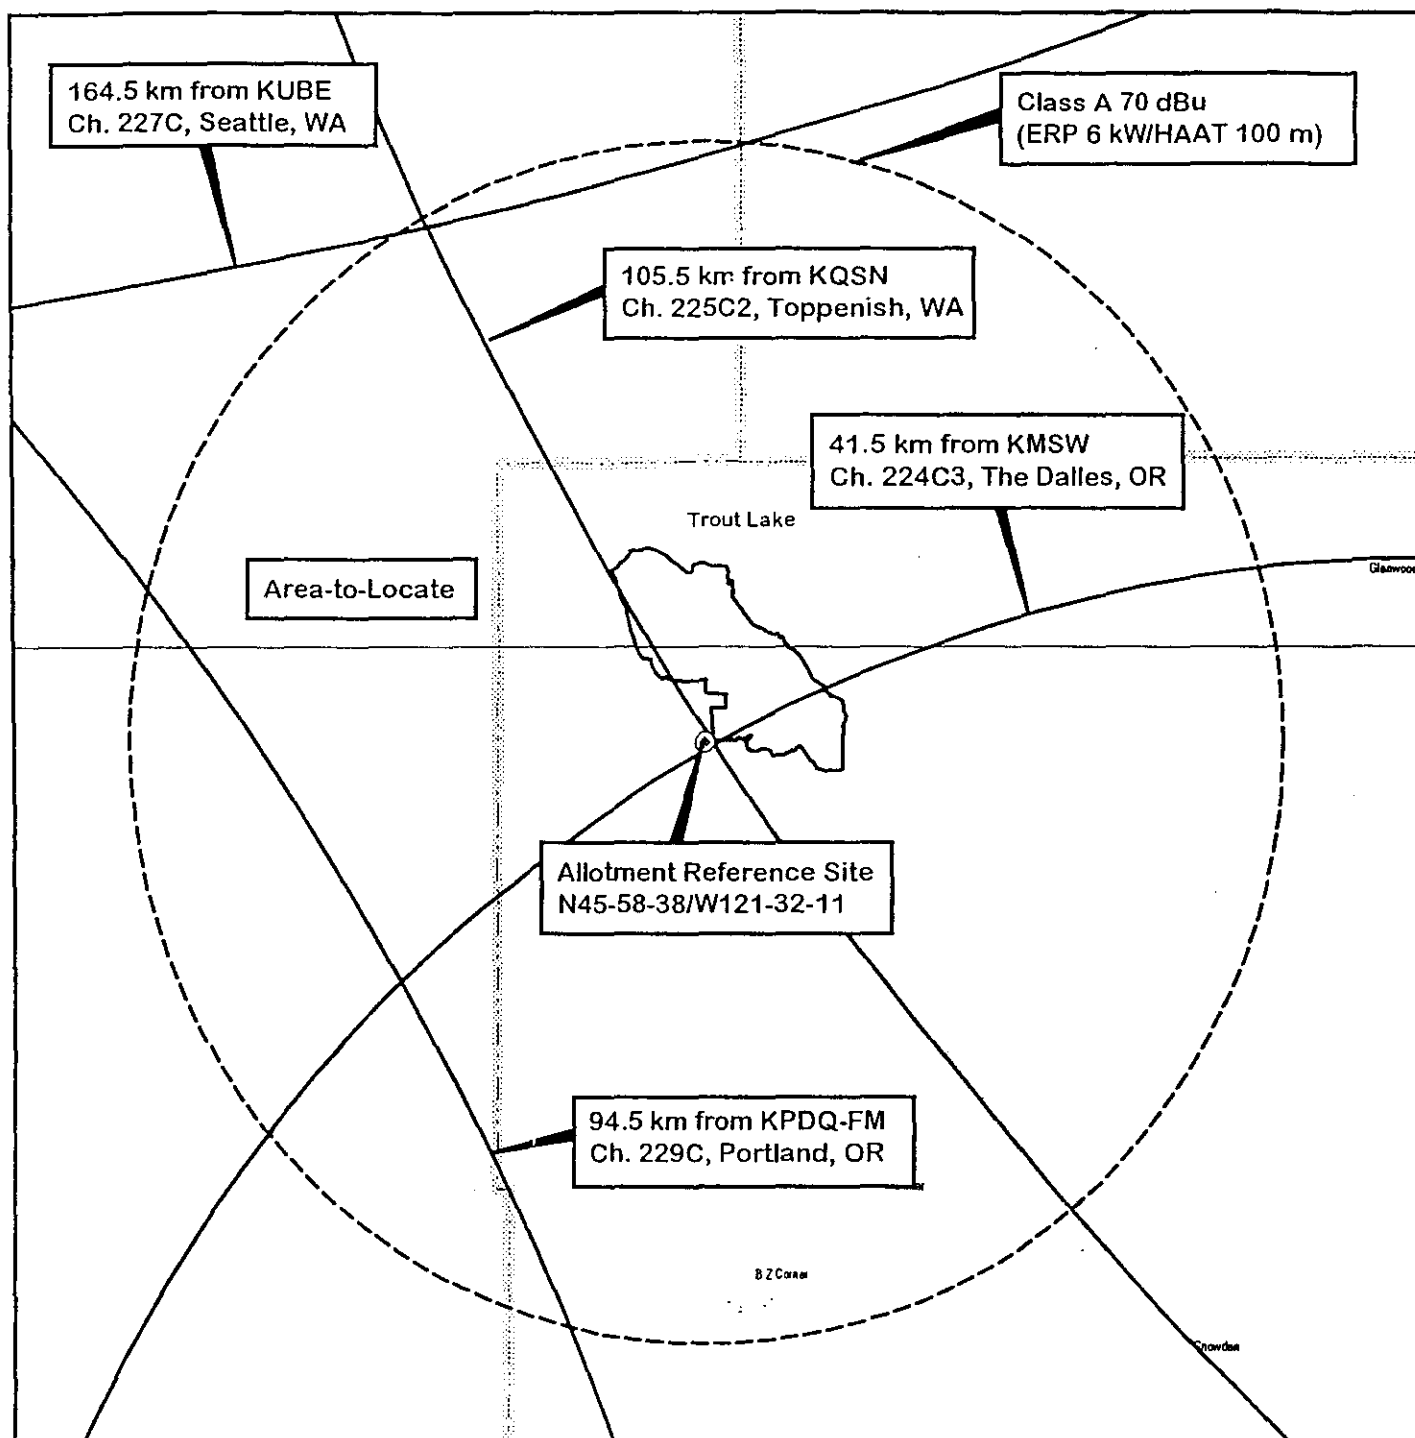 164.5 km from KUBE
Ch. 227C, Seattle, WA
Class A 70 dBu
(ERP 6 kW/HAAT 100 m)
105.5 km from KQSN
Ch. 225C2, Toppenish, WA
41.5 km from KMSW
Ch. 224C3, The Dalles, OR
Trout Lake
Glenwood
Area-to-Locate
Allotment Reference Site
N45-58-38/W121-32-11
94.5 km from KPDQ-FM
Ch. 229C, Portland, OR
B Z Corner
Snowden